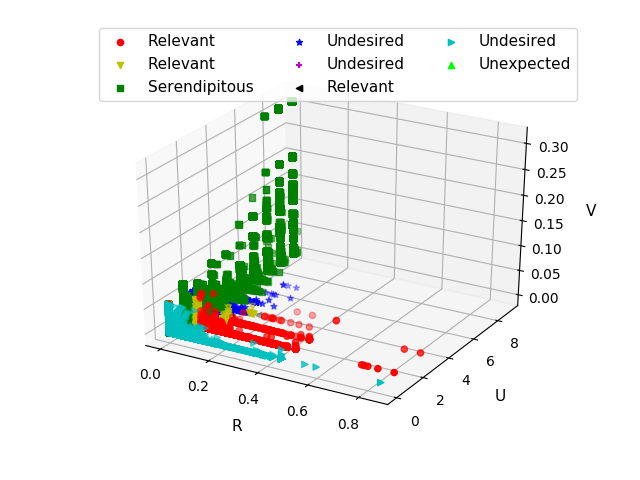 Relevant Undesired Undesired
Relevant Undesired Unexpected
Serendipitous Relevant
0.30
0.25
0.20
0.15
0.10
0.05
0.00
V
0.0 0.2 0.4 0.6 0.8
R
0 2 4 6 8
U